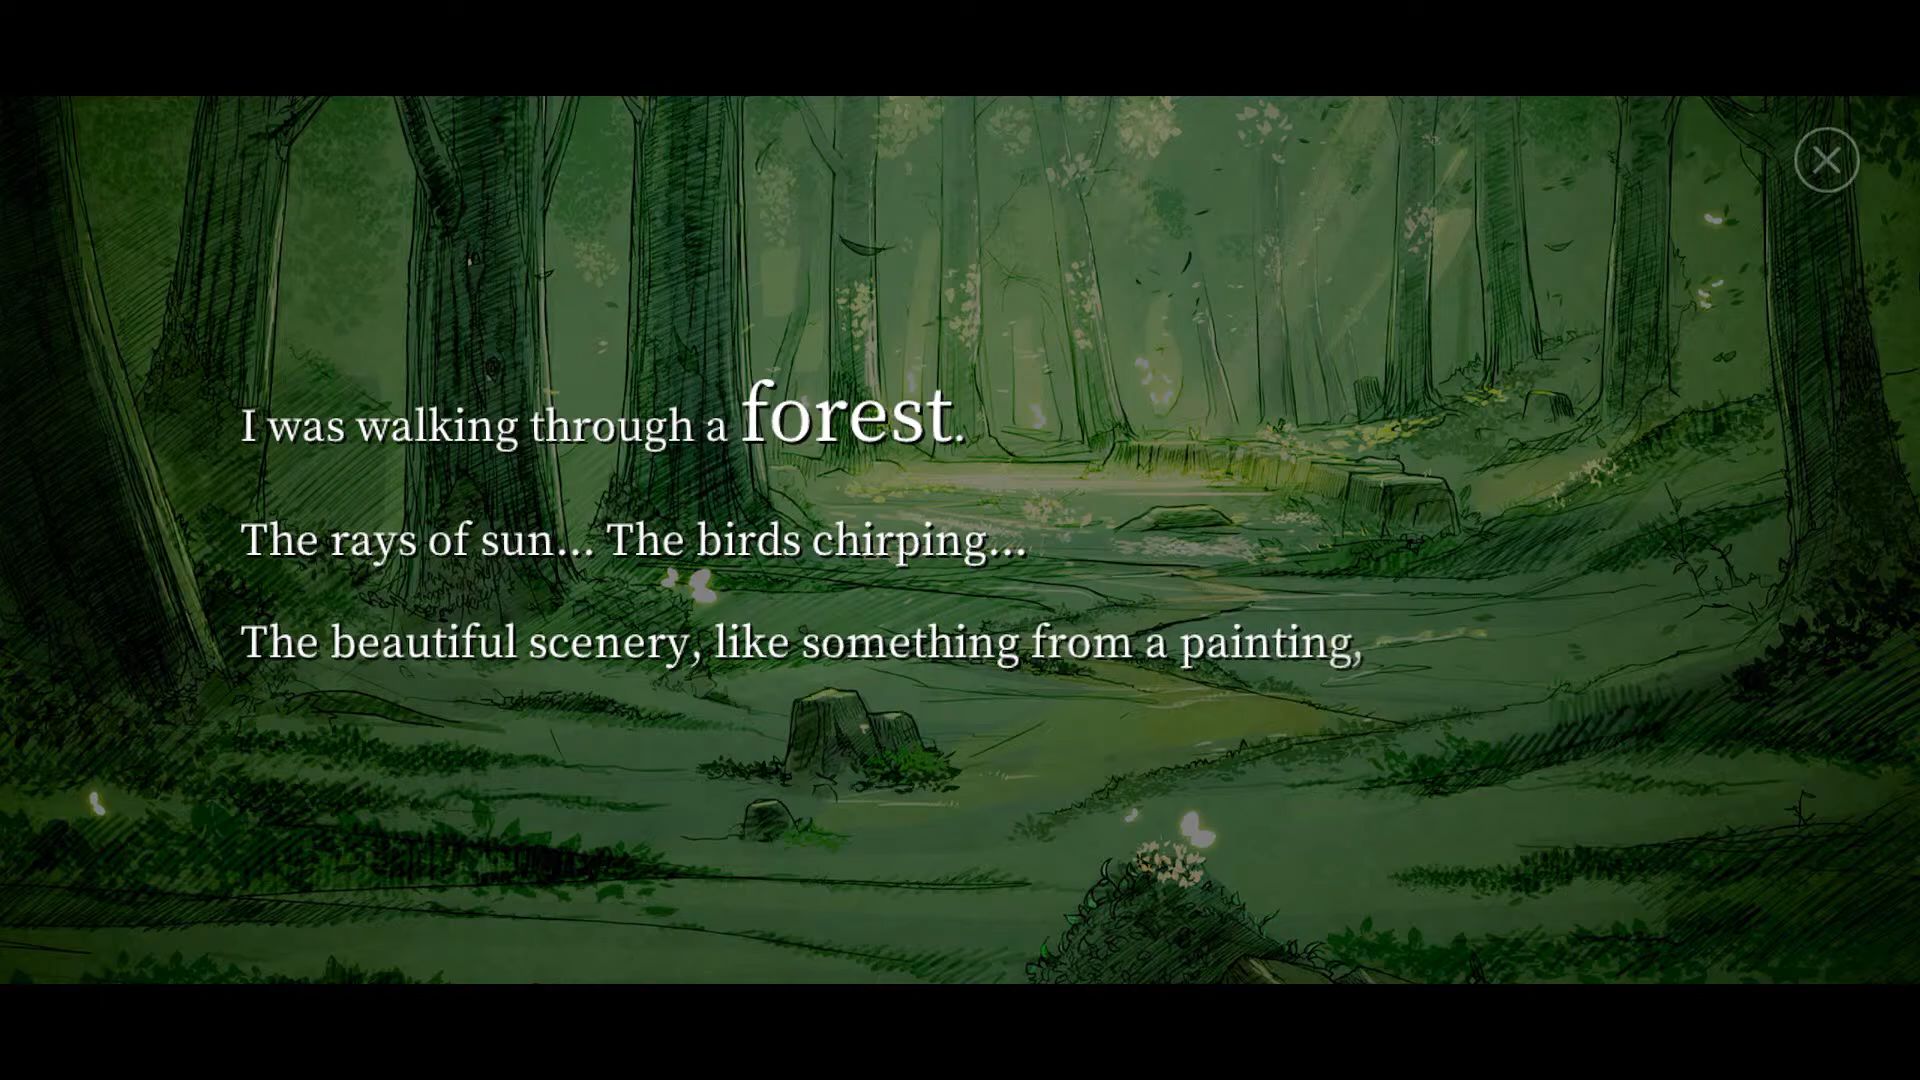 I was walking through a forest.
The rays of sun... The birds chirping...
The beautiful scenery, like something from a painting,